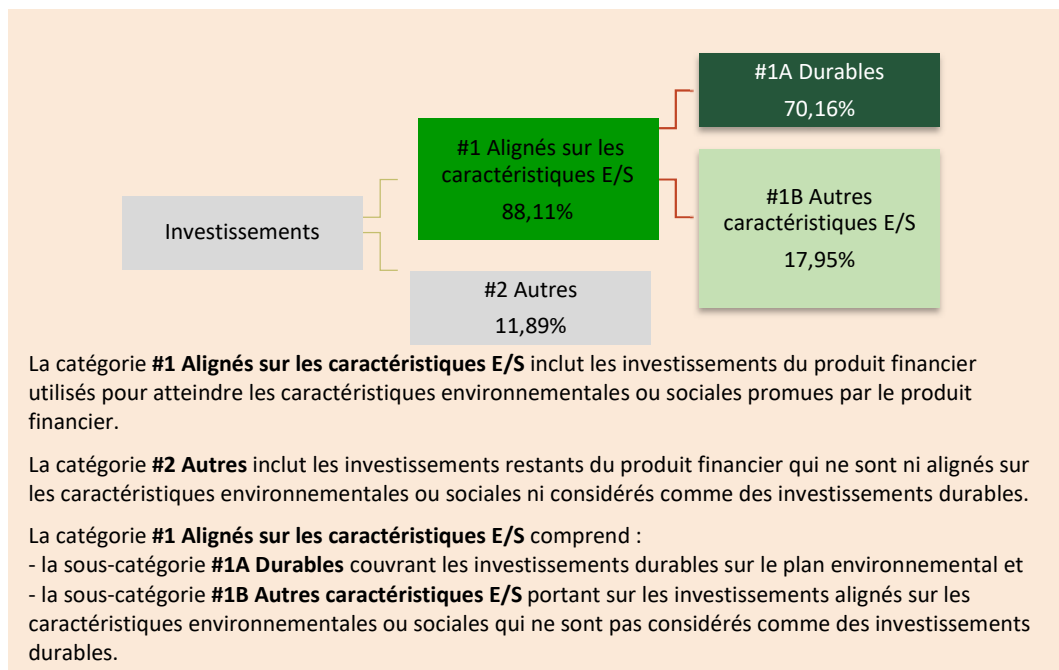 #1A Durables
70,16%
#1 Alignés sur les
caractéristiques E/S
88,11%
#1B Autres
caractéristiques E/S
17,95%
Investissements
#2 Autres
11,89%
La catégorie #1 Alignés sur les caractéristiques E/S inclut les investissements du produit financier
utilisés pour atteindre les caractéristiques environnementales ou sociales promues par le produit
financier.
La catégorie #2 Autres inclut les investissements restants du produit financier qui ne sont ni alignés sur
les caractéristiques environnementales ou sociales ni considérés comme des investissements durables.
La catégorie #1 Alignés sur les caractéristiques E/S comprend :
- la sous-catégorie #1A Durables couvrant les investissements durables sur le plan environnemental et
- la sous-catégorie #1B Autres caractéristiques E/S portant sur les investissements alignés sur les
caractéristiques environnementales ou sociales qui ne sont pas considérés comme des investissements
durables.